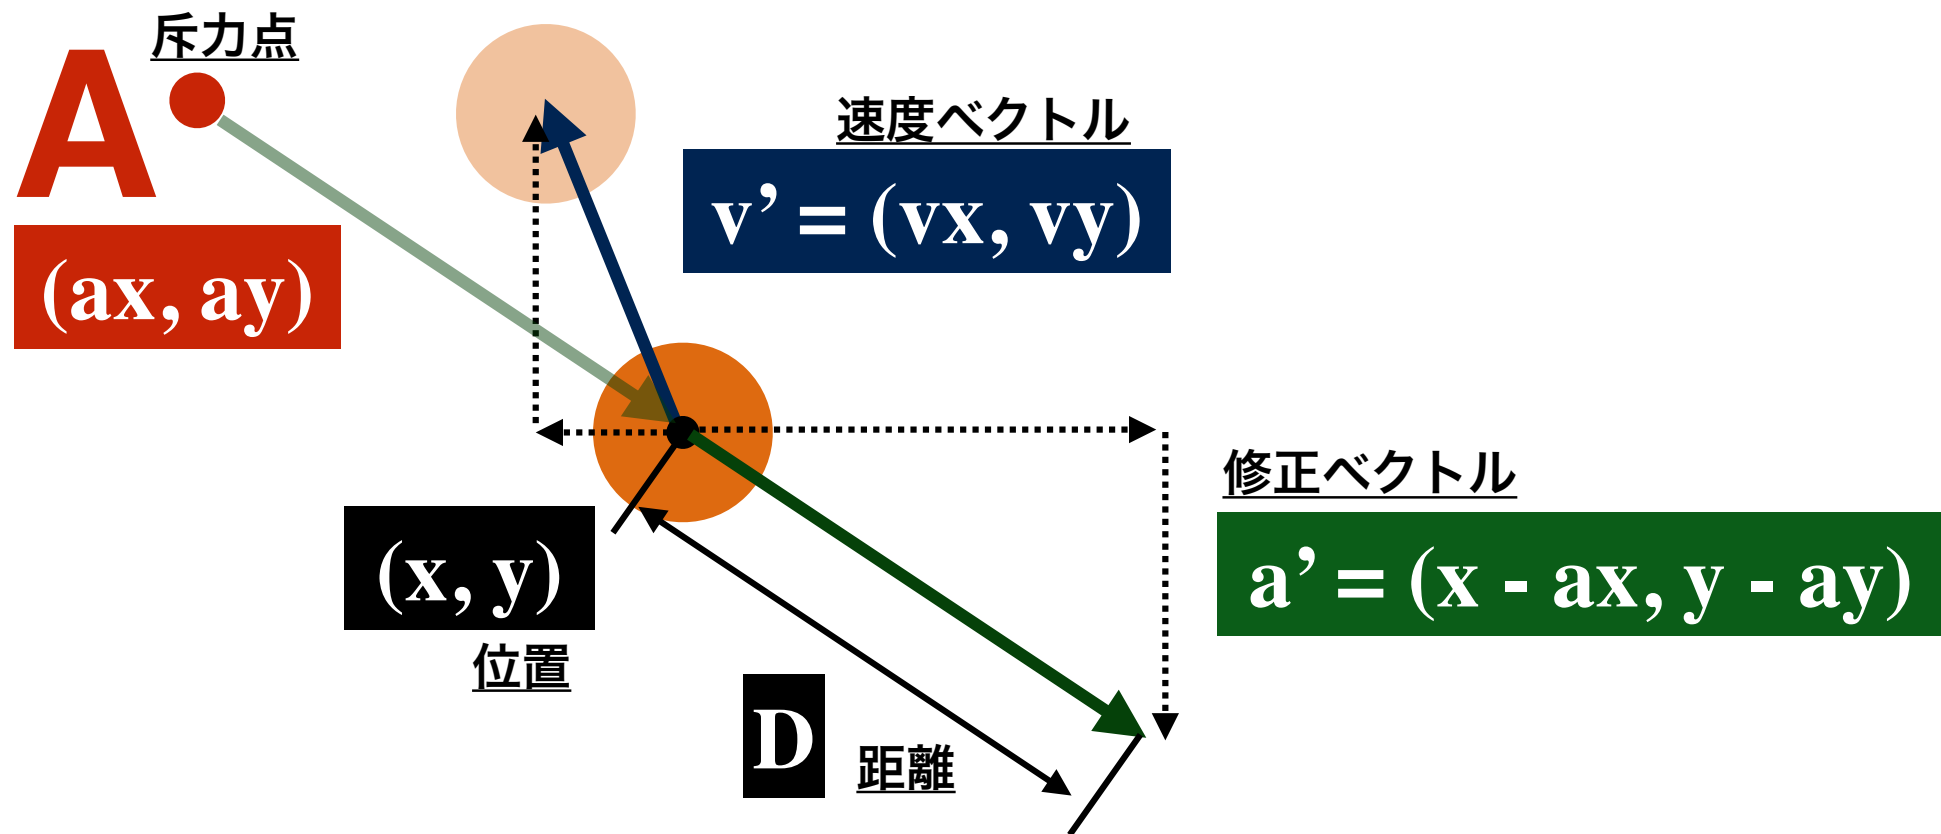 斥力点
A
(ax, ay)
速度ベクトル
v’ = (vx, vy)
修正ベクトル
a’ = (x - ax, y - ay)
(x, y)
位置
D
距離